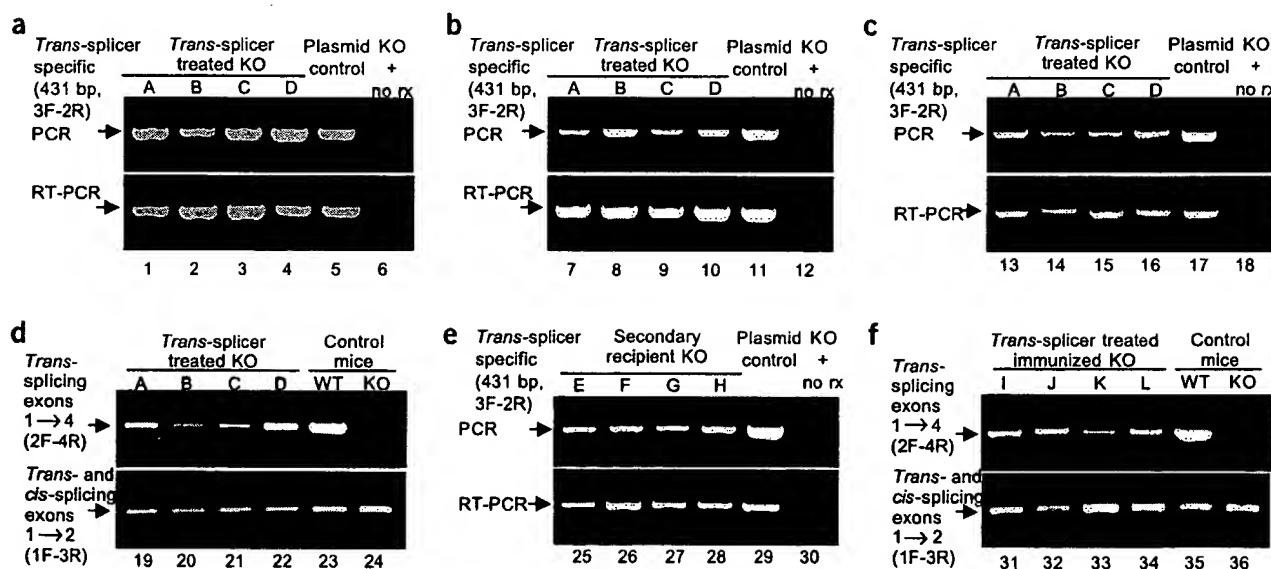 a
Trans-splicer
specific
(431 bp,
3F-2R)
PCR
RT-PCR
Trans-splicer
treated KO
A B C D
Plasmid
control
KO
+
no rx
1 2 3 4 5 6
b
Trans-splicer
specific
(431 bp,
3F-2R)
PCR
RT-PCR
Trans-splicer
treated KO
A B C D
Plasmid
control
KO
+
no rx
7 8 9 10 11 12
c
Trans-splicer
specific
(431 bp,
3F-2R)
PCR
RT-PCR
Trans-splicer
treated KO
A B C D
Plasmid
control
KO
+
no rx
13 14 15 16 17 18
d
Trans-
splicing
exons
1→4
(2F-4R)
Trans- and
cis-splicing
exons
1→2
(1F-3R)
Trans-splicer
treated KO
A B C D
Control
mice
WT KO
19 20 21 22 23 24
e
Trans-splicer
specific
(431 bp,
3F-2R)
PCR
RT-PCR
Secondary
recipient KO
E F G H
Plasmid
control
KO
+
no rx
25 26 27 28 29 30
f
Trans-
splicing
exons
1→4
(2F-4R)
Trans- and
cis-splicing
exons
1→2
(1F-3R)
Trans-splicer treated
immunized KO
I J K L
Control
mice
WT KO
31 32 33 34 35 36